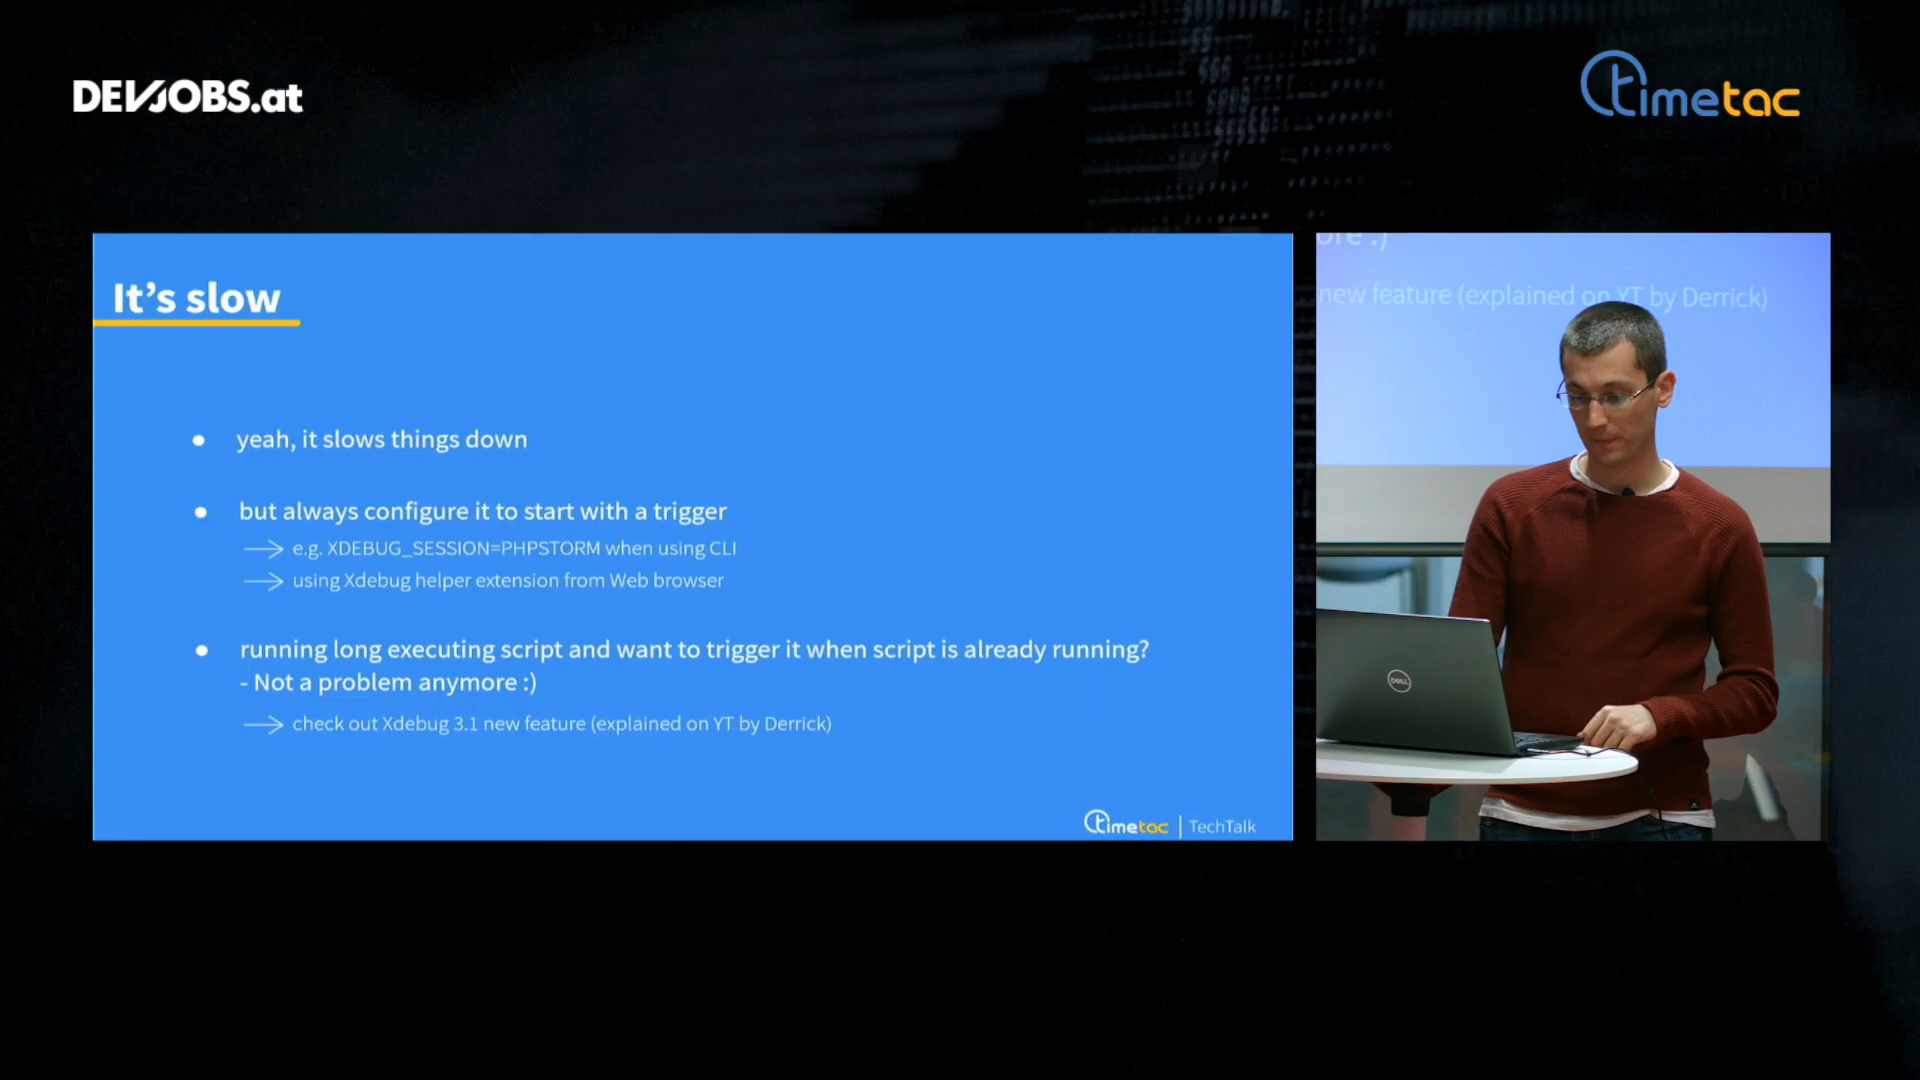 DEVJOBS.at
timetac
It's slow
yeah, it slows things down
but always configure it to start with a trigger
e.g. XDEBUG_SESSION=PHPSTORM when using CLI
using Xdebug helper extension from Web browser
running long executing script and want to trigger it when script is already running?
- Not a problem anymore :)
check out Xdebug 3.1 new feature (explained on YT by Derrick)
timetac | TechTalk
ore :)
new feature (explained on YT by Derrick)
DELL